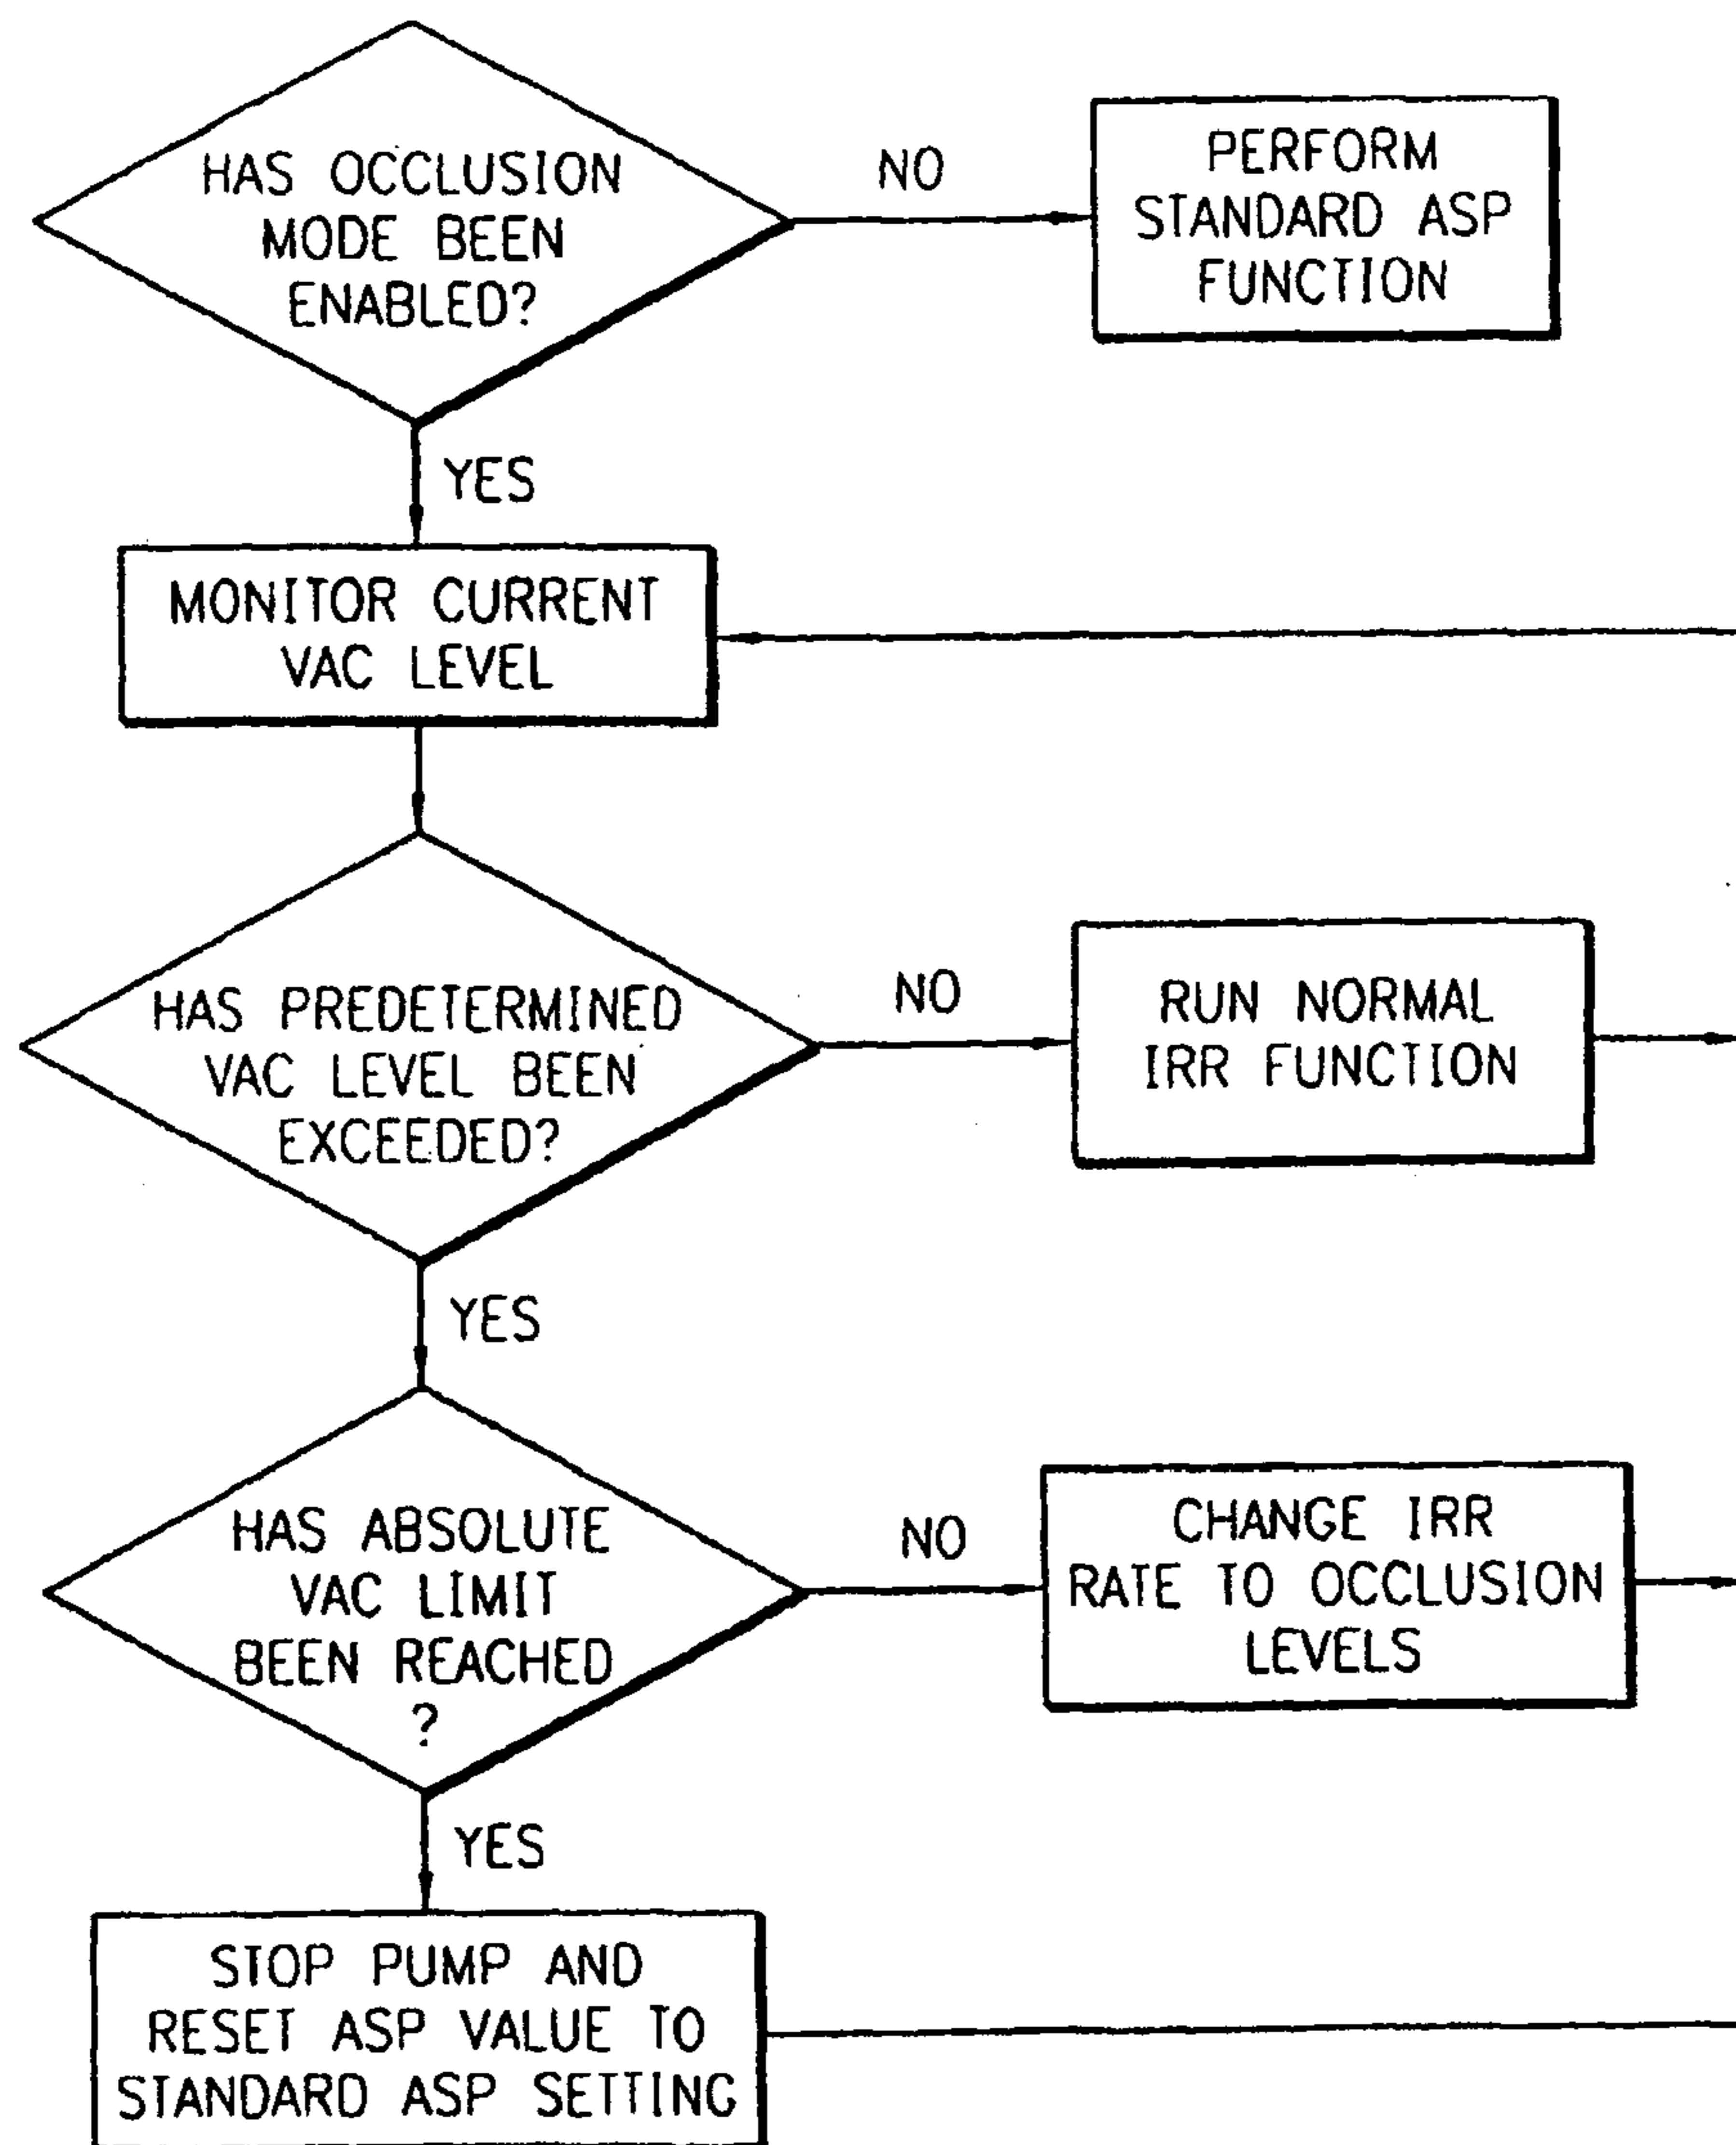 HAS OCCLUSION
MODE BEEN
ENABLED?
NO
PERFORM
STANDARD ASP
FUNCTION
YES
MONITOR CURRENT
VAC LEVEL
HAS PREDETERMINED
VAC LEVEL BEEN
EXCEEDED?
NO
RUN NORMAL
IRR FUNCTION
YES
HAS ABSOLUTE
VAC LIMIT
BEEN REACHED
?
NO
CHANGE IRR
RATE TO OCCLUSION
LEVELS
YES
STOP PUMP AND
RESET ASP VALUE TO
STANDARD ASP SETTING